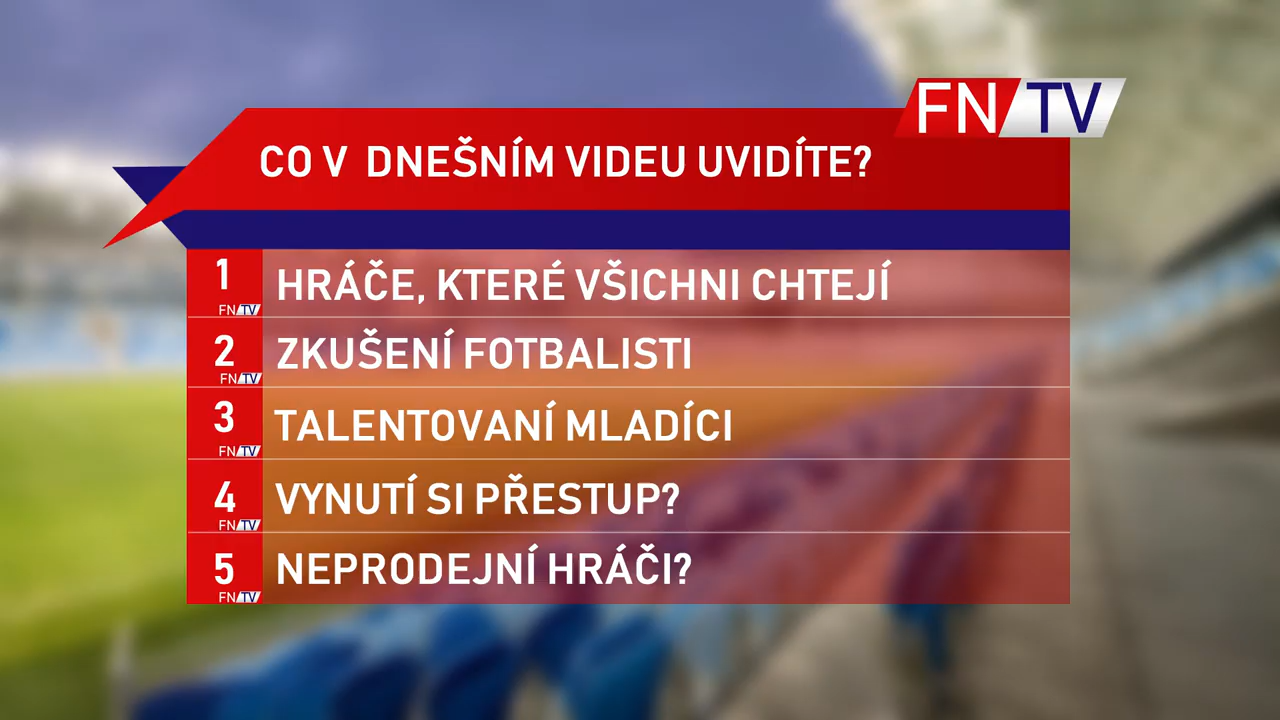 FN/TV
CO V DNEŠNÍM VIDEU UVIDÍTE?
1 HRÁČE, KTERÉ VŠICHNI CHTEJÍ
FN/TV
2 ZKUŠENÍ FOTBALISTI
FN/TV
3 TALENTOVANÍ MLADÍCI
FN/TV
4 VYNUTÍ SI PŘESTUP?
FN/TV
5 NEPRODEJNÍ HRÁČI?
FN/TV